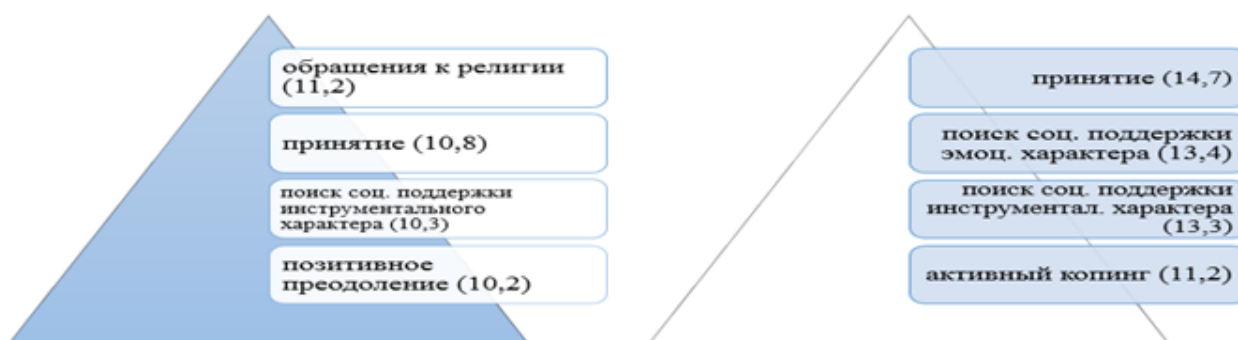 обращения к религии
(11,2)
принятие (10,8)
поиск соц. поддержки
инструментального
характера (10,3)
позитивное
преодоление (10,2)
принятие (14,7)
поиск соц. поддержки
эмоц. характера (13,4)
поиск соц. поддержки
инструментал. характера
(13,3)
активный копинг (11,2)